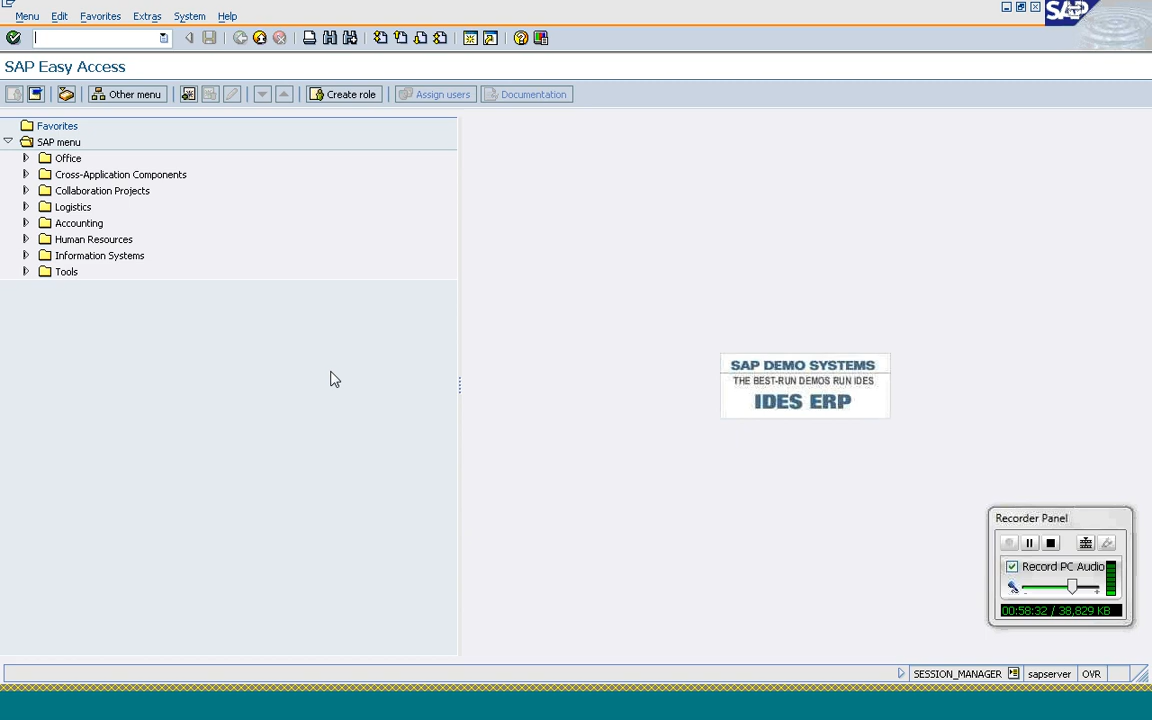 Menu Edit Favorites Extras System Help
SAP
SAP Easy Access
Other menu Create role Assign users Documentation
Favorites
SAP menu
Office
Cross-Application Components
Collaboration Projects
Logistics
Accounting
Human Resources
Information Systems
Tools
SAP DEMO SYSTEMS
THE BEST-RUN DEMOS RUN IDES
IDES ERP
Recorder Panel
Record PC Audio
- +
00:58:32 / 38,829 KB
SESSION_MANAGER sapserver OVR